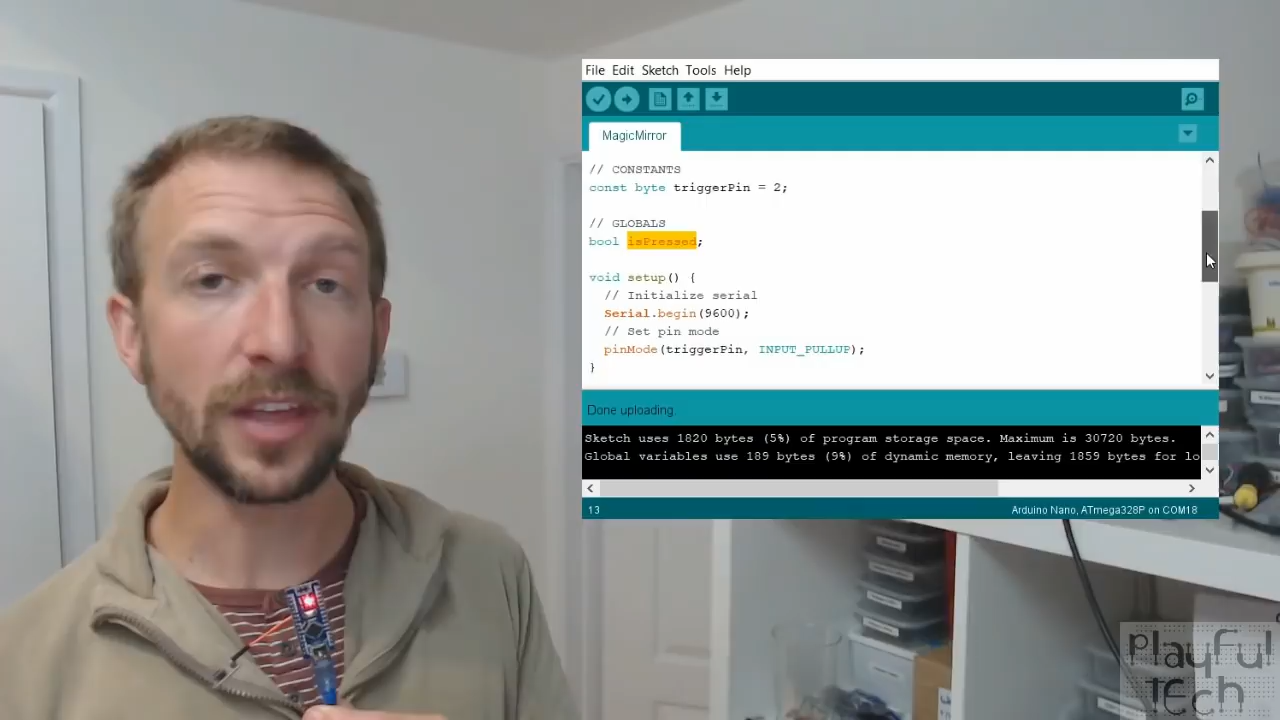 File Edit Sketch Tools Help
MagicMirror
// CONSTANTS
const byte triggerPin = 2;
// GLOBALS
bool isPressed;
void setup() {
// Initialize serial
Serial.begin(9600);
// Set pin mode
pinMode(triggerPin, INPUT_PULLUP);
}
Done uploading.
Sketch uses 1820 bytes (5%) of program storage space. Maximum is 30720 bytes.
Global variables use 189 bytes (9%) of dynamic memory, leaving 1859 bytes for lo
13
Arduino Nano, ATmega328P on COM18
Playful
tech